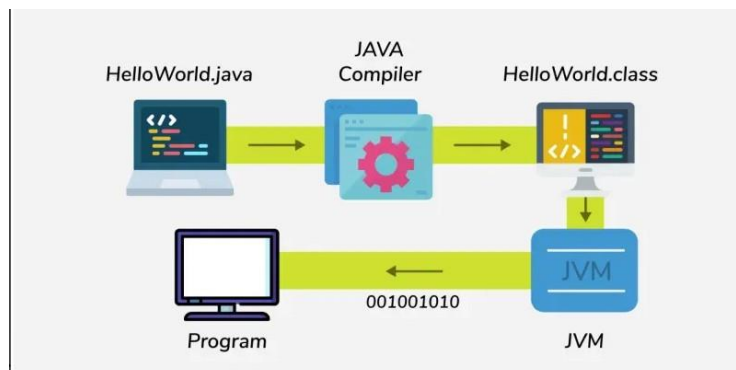 JAVA
HelloWorld.java
Compiler
HelloWorld.class
</>
</>
JVM
001001010
Program
JVM